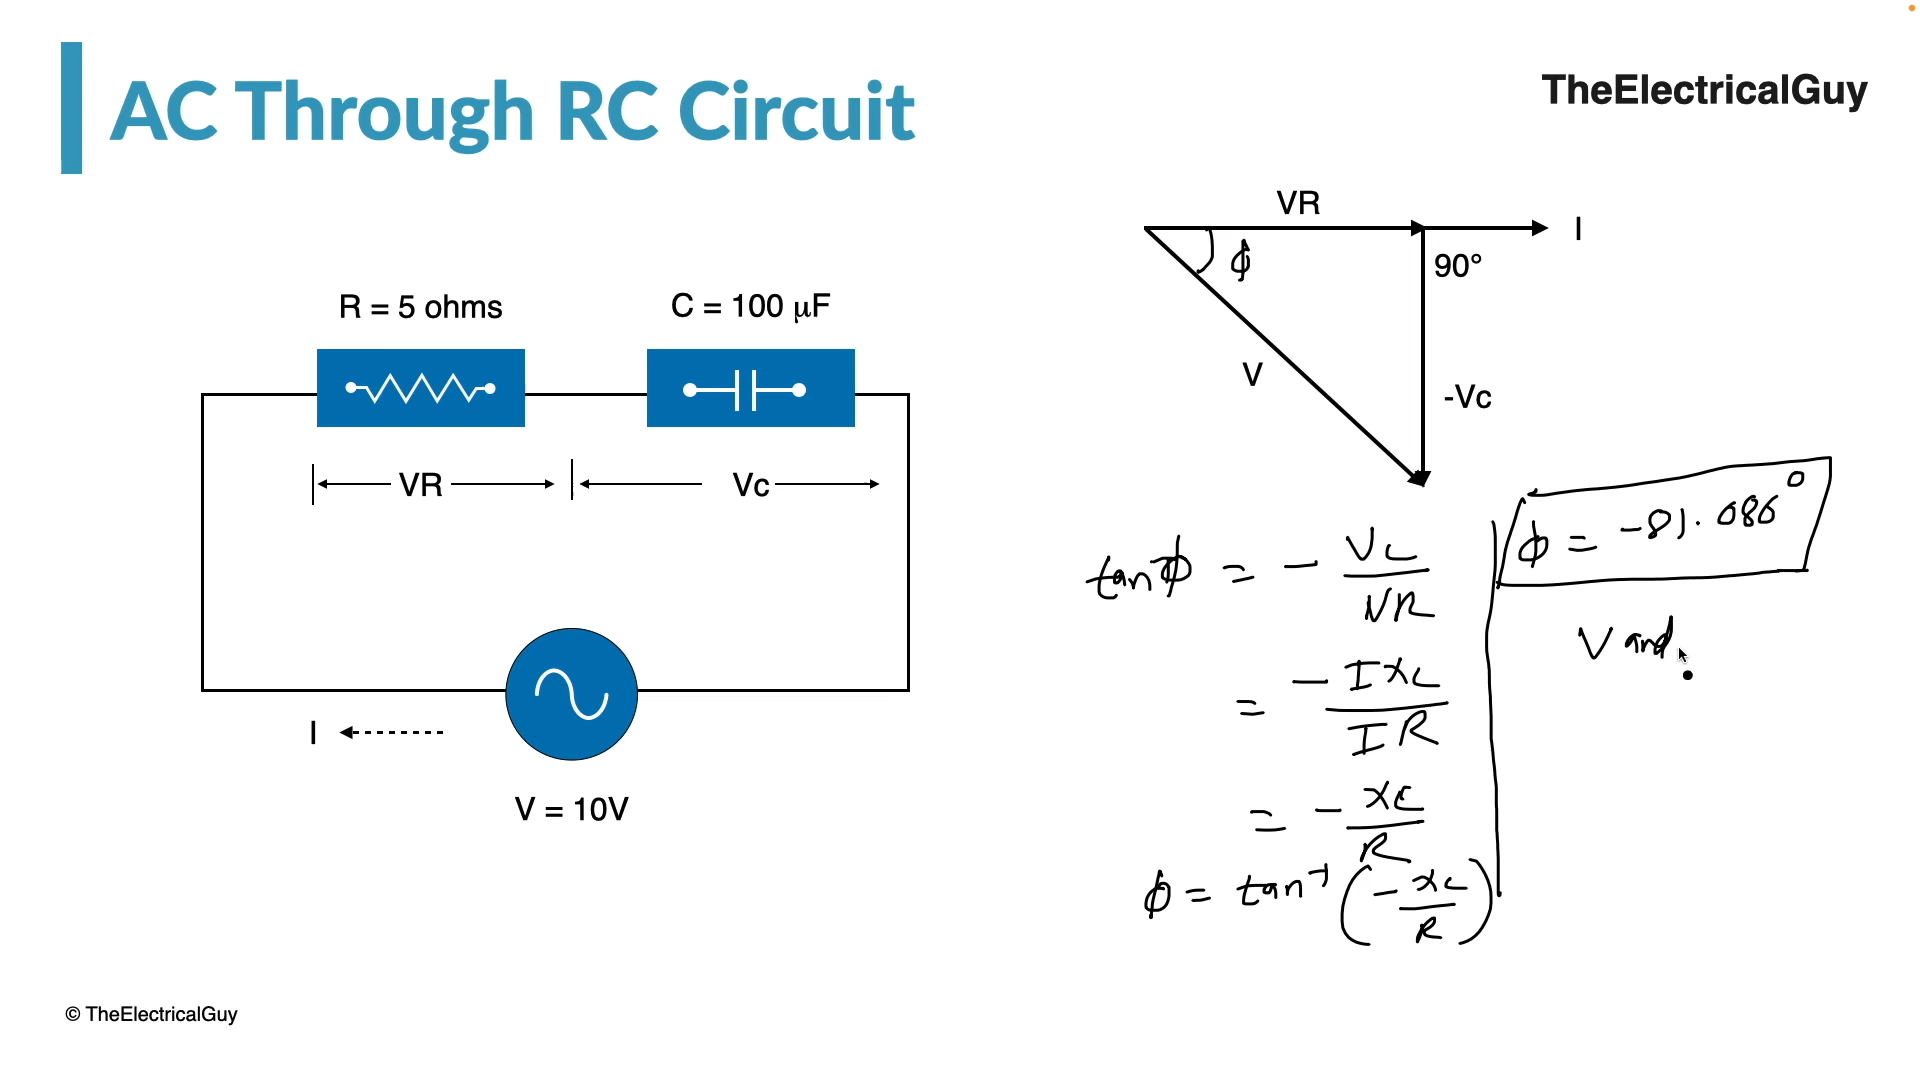 AC Through RC Circuit
TheElectricalGuy
R = 5 ohms
C = 100 μF
VR
Vc
I
V = 10V
VR
I
ϕ
90°
V
-Vc
tanϕ = - Vc / VR
= - IXc / IR
= - Xc / R
ϕ = tan⁻¹ (- Xc / R)
ϕ = -81.086°
V and
© TheElectricalGuy